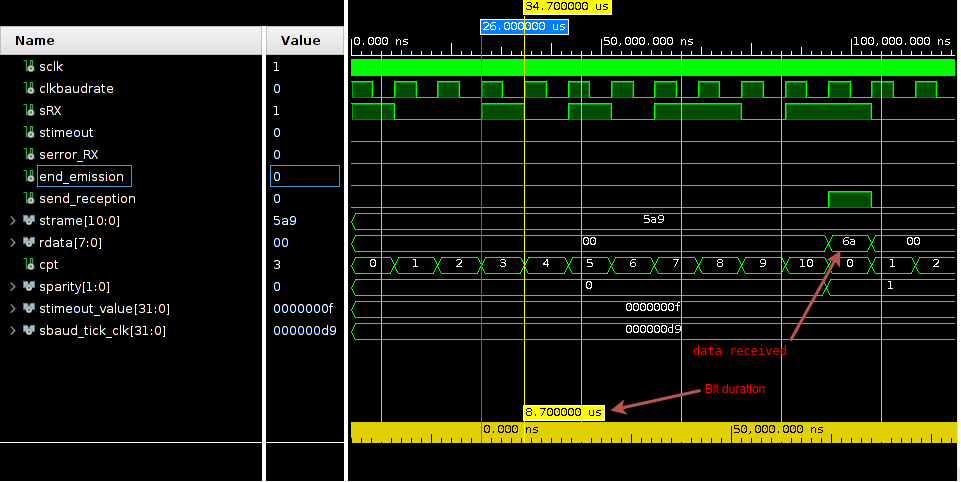 34.700000 us
26.000000 us
Name Value
0.000 ns 50,000.000 ns 100,000.000 ns
sclk 1
clkbaudrate 0
sRX 1
stimeout 0
serror_RX 0
end_emission 0
send_reception 0
strame[10:0] 5a9 5a9
rdata[7:0] 00 00 6a 00
cpt 3 0 1 2 3 4 5 6 7 8 9 10 0 1 2
sparity[1:0] 0 0 1
stimeout_value[31:0] 0000000f 0000000f
sbaud_tick_clk[31:0] 000000d9 000000d9
data received
Bit duration
8.700000 us
0.000 ns 50,000.000 ns